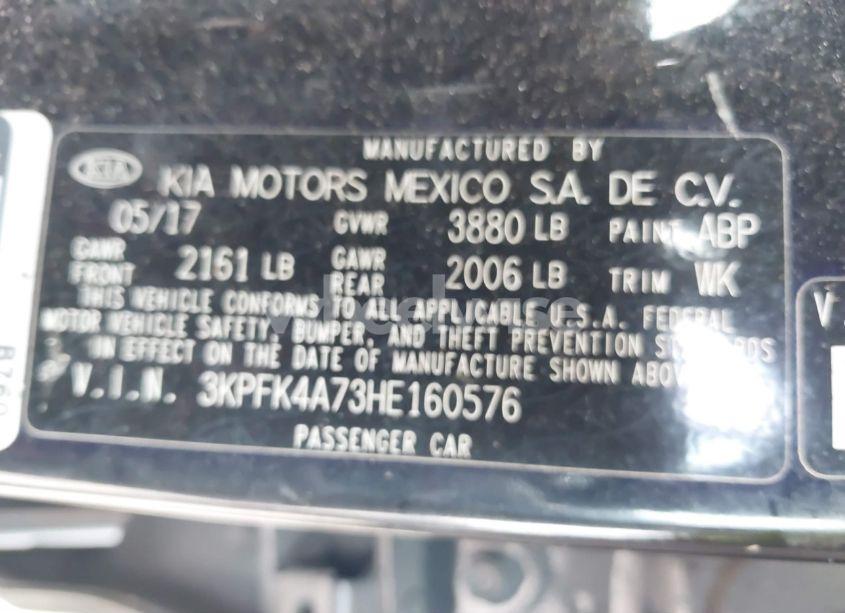 MANUFACTURED BY
KIA KIA MOTORS MEXICO S.A. DE C.V.
05/17 GVWR 3880 LB PAINT ABP
GAWR FRONT 2161 LB GAWR REAR 2006 LB TRIM WK
THIS VEHICLE CONFORMS TO ALL APPLICABLE U.S.A. FEDERAL
MOTOR VEHICLE SAFETY, BUMPER, AND THEFT PREVENTION
IN EFFECT ON THE DATE OF MANUFACTURE SHOWN ABOVE
V.I.N. 3KPFK4A73HE160576
PASSENGER CAR
B760
V.